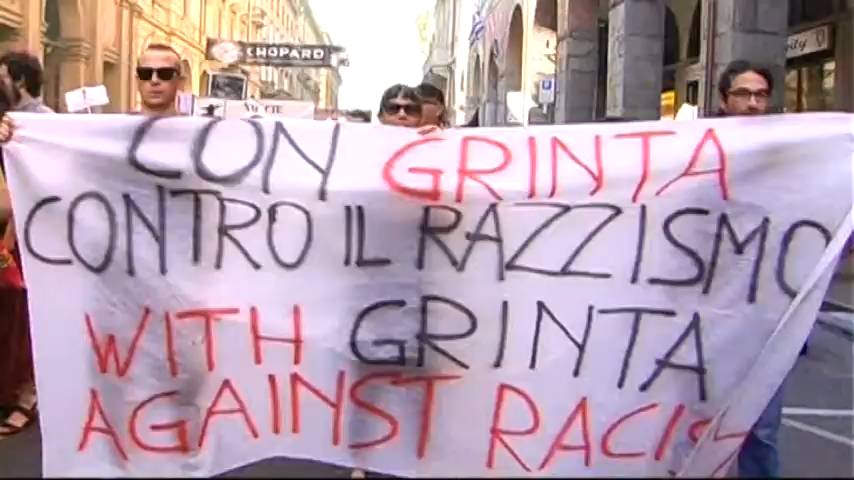 CHOPARD
CON GRINTA
CONTRO IL RAZZISMO
WITH GRINTA
AGAINST RACIS